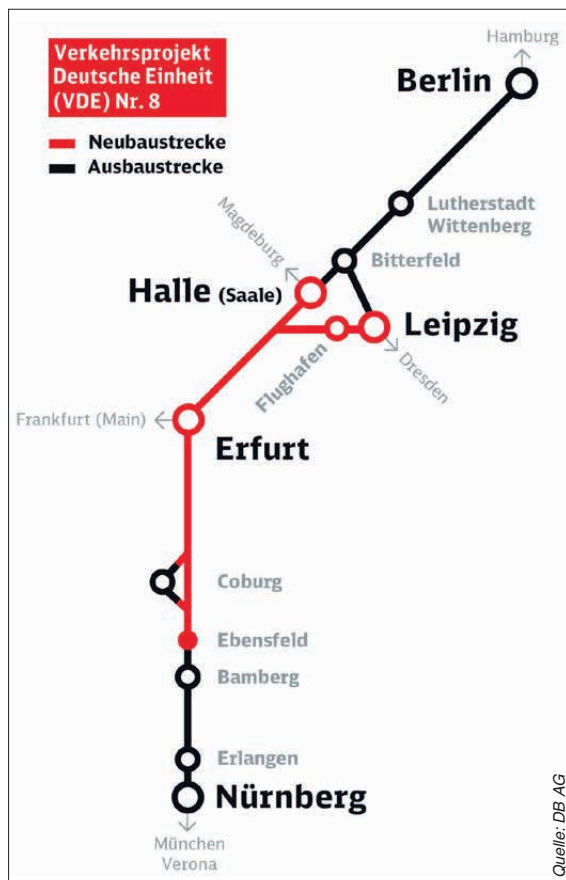 Verkehrsprojekt
Deutsche Einheit
(VDE) Nr. 8
Neubaustrecke
Ausbaustrecke
Hamburg
Berlin
Lutherstadt
Wittenberg
Magdeburg
Bitterfeld
Halle (Saale)
Leipzig
Flughafen
Dresden
Frankfurt (Main)
Erfurt
Coburg
Ebensfeld
Bamberg
Erlangen
Nürnberg
München
Verona
Quelle: DB AG